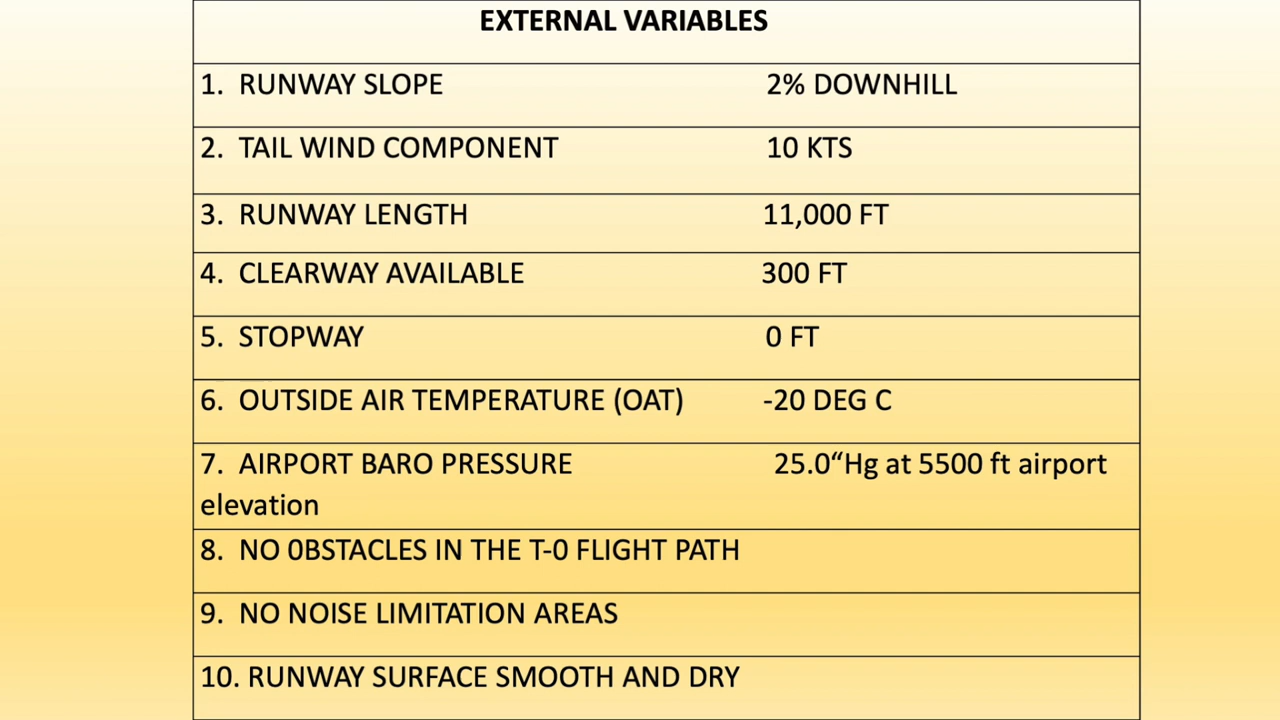 EXTERNAL VARIABLES
1. RUNWAY SLOPE 2% DOWNHILL
2. TAIL WIND COMPONENT 10 KTS
3. RUNWAY LENGTH 11,000 FT
4. CLEARWAY AVAILABLE 300 FT
5. STOPWAY 0 FT
6. OUTSIDE AIR TEMPERATURE (OAT) -20 DEG C
7. AIRPORT BARO PRESSURE 25.0“Hg at 5500 ft airport
elevation
8. NO 0BSTACLES IN THE T-0 FLIGHT PATH
9. NO NOISE LIMITATION AREAS
10. RUNWAY SURFACE SMOOTH AND DRY